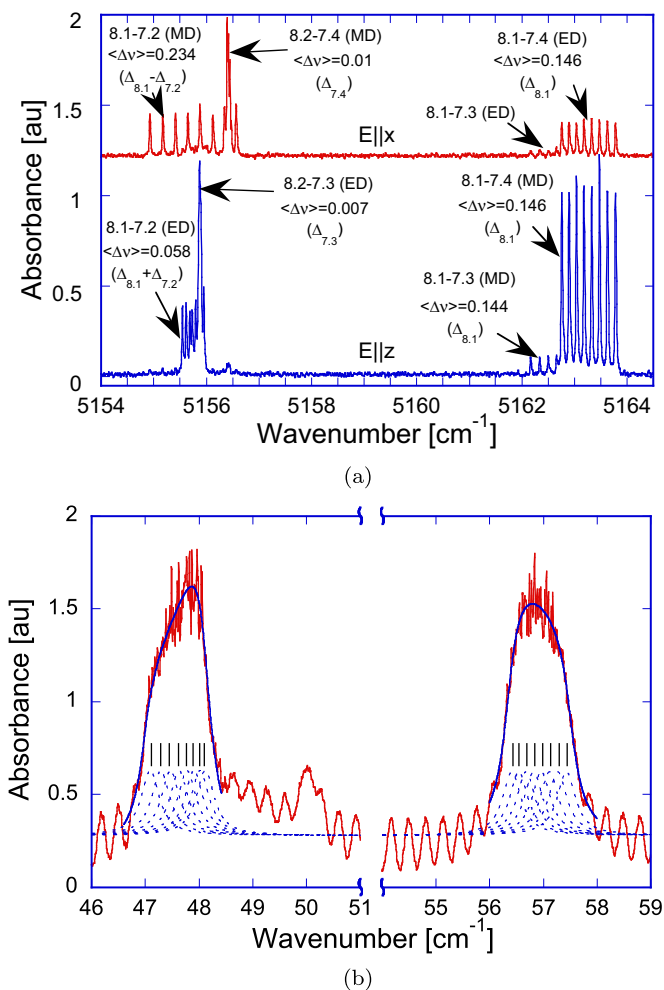 2
1.5
1
0.5
0
Absorbance [au]
8.1-7.2 (MD)
<Δν>=0.234
(Δ8.1-Δ7.2)
8.2-7.4 (MD)
<Δν>=0.01
(Δ7.4)
8.1-7.4 (ED)
<Δν>=0.146
(Δ8.1)
8.1-7.3 (ED)
E||x
8.2-7.3 (ED)
<Δν>=0.007
(Δ7.3)
8.1-7.4 (MD)
<Δν>=0.146
(Δ8.1)
8.1-7.2 (ED)
<Δν>=0.058
(Δ8.1+Δ7.2)
8.1-7.3 (MD)
<Δν>=0.144
(Δ8.1)
E||z
5154 5156 5158 5160 5162 5164
Wavenumber [cm-1]
(a)
2
1.5
1
0.5
0
Absorbance [au]
46 47 48 49 50 51 55 56 57 58 59
Wavenumber [cm-1]
(b)